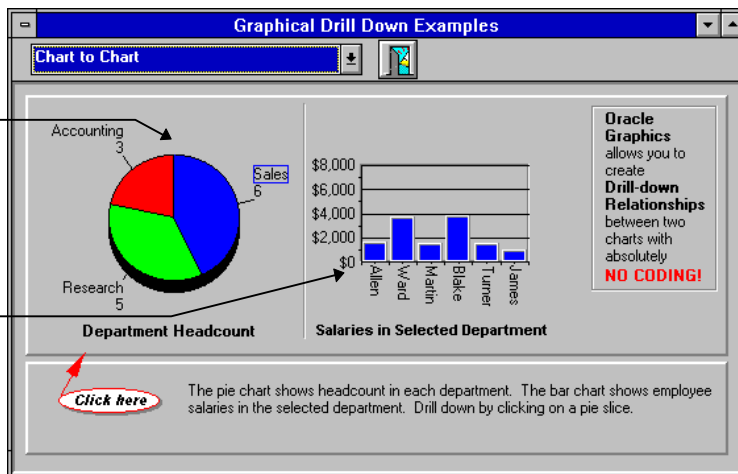 Graphical Drill Down Examples
Chart to Chart
Accounting
3
Sales
6
Research
5
Department Headcount
$8,000
$6,000
$4,000
$2,000
$0
Allen
Ward
Martin
Blake
Turner
James
Salaries in Selected Department
Oracle
Graphics
allows you to
create
Drill-down
Relationships
between two
charts with
absolutely
NO CODING!
Click here
The pie chart shows headcount in each department. The bar chart shows employee
salaries in the selected department. Drill down by clicking on a pie slice.